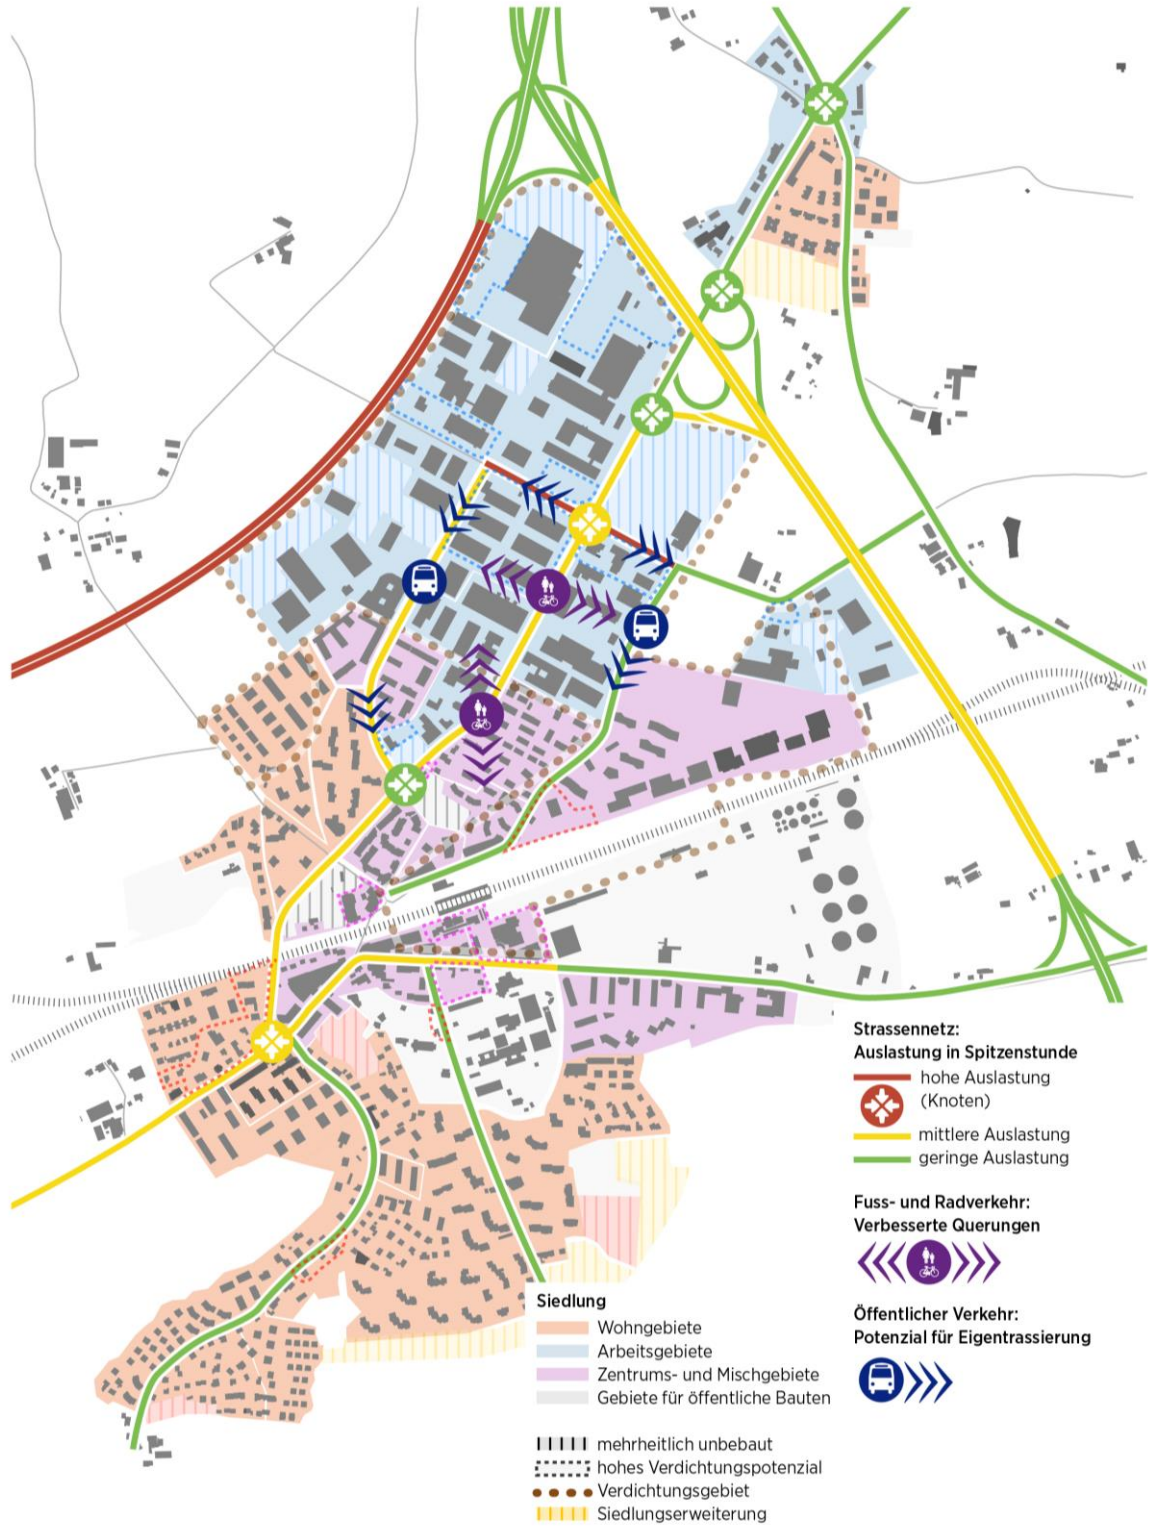 Strassennetz:
Auslastung in Spitzenstunde
hohe Auslastung
(Knoten)
mittlere Auslastung
geringe Auslastung
Fuss- und Radverkehr:
Verbesserte Querungen
Öffentlicher Verkehr:
Potenzial für Eigentrassierung
Siedlung
Wohngebiete
Arbeitsgebiete
Zentrums- und Mischgebiete
Gebiete für öffentliche Bauten
mehrheitlich unbebaut
hohes Verdichtungspotenzial
Verdichtungsgebiet
Siedlungserweiterung